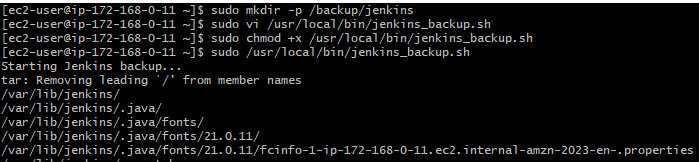 [ec2-user@ip-172-168-0-11 ~]$ sudo mkdir -p /backup/jenkins
[ec2-user@ip-172-168-0-11 ~]$ sudo vi /usr/local/bin/jenkins_backup.sh
[ec2-user@ip-172-168-0-11 ~]$ sudo chmod +x /usr/local/bin/jenkins_backup.sh
[ec2-user@ip-172-168-0-11 ~]$ sudo /usr/local/bin/jenkins_backup.sh
Starting Jenkins backup...
tar: Removing leading `/' from member names
/var/lib/jenkins/
/var/lib/jenkins/.java/
/var/lib/jenkins/.java/fonts/
/var/lib/jenkins/.java/fonts/21.0.11/
/var/lib/jenkins/.java/fonts/21.0.11/fcinfo-1-ip-172-168-0-11.ec2.internal-amzn-2023-en-.properties